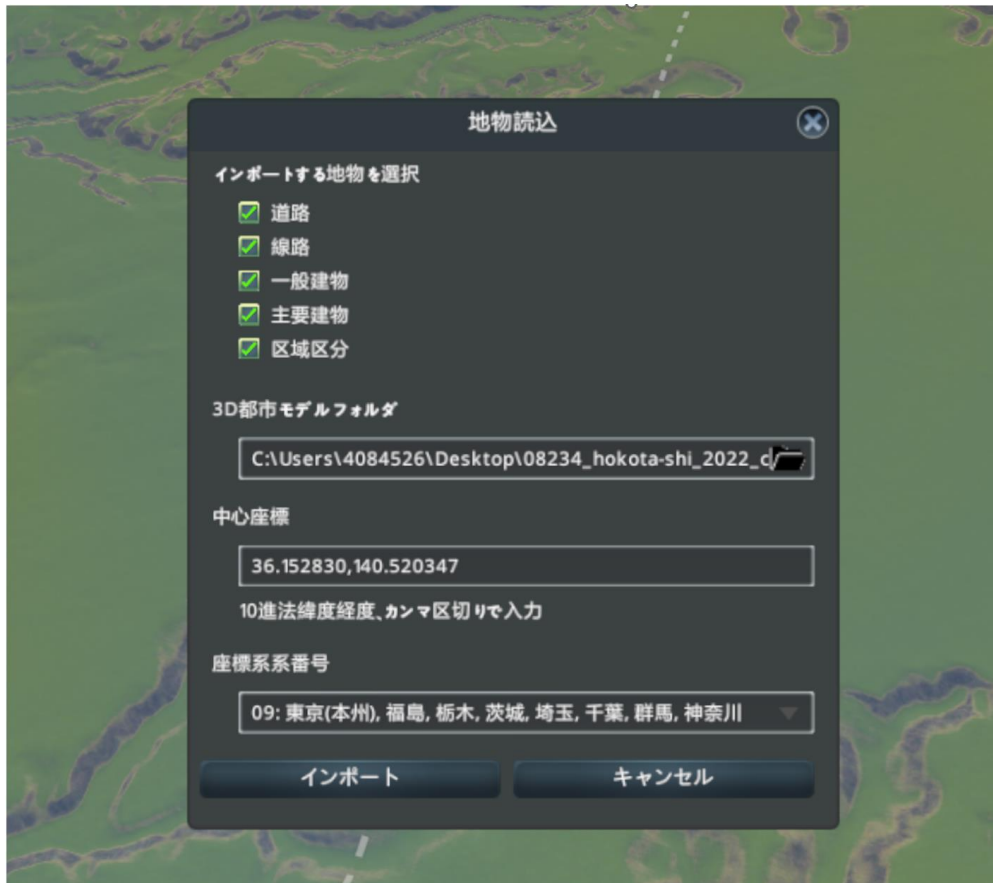 地物読込
インポートする地物を選択
道路
線路
一般建物
主要建物
区域区分
3D都市モデルフォルダ
C:\Users\4084526\Desktop\08234_hokota-shi_2022_c
中心座標
36.152830,140.520347
10進法緯度経度、カンマ区切りで入力
座標系系番号
09: 東京(本州), 福島, 栃木, 茨城, 埼玉, 千葉, 群馬, 神奈川
インポート キャンセル